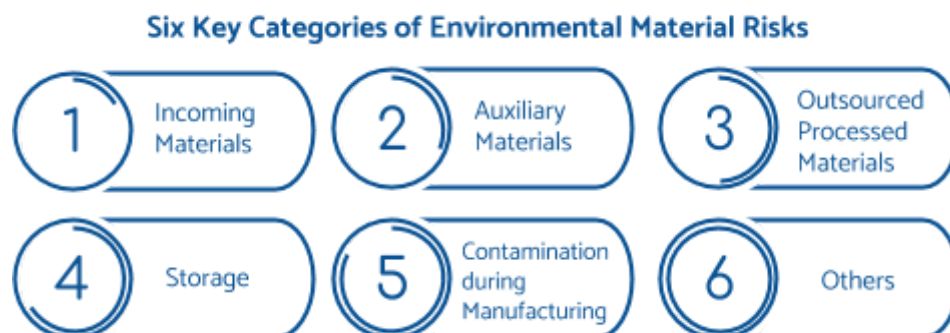 Six Key Categories of Environmental Material Risks
1
Incoming
Materials
2
Auxiliary
Materials
3
Outsourced
Processed
Materials
4
Storage
5
Contamination
during
Manufacturing
6
Others